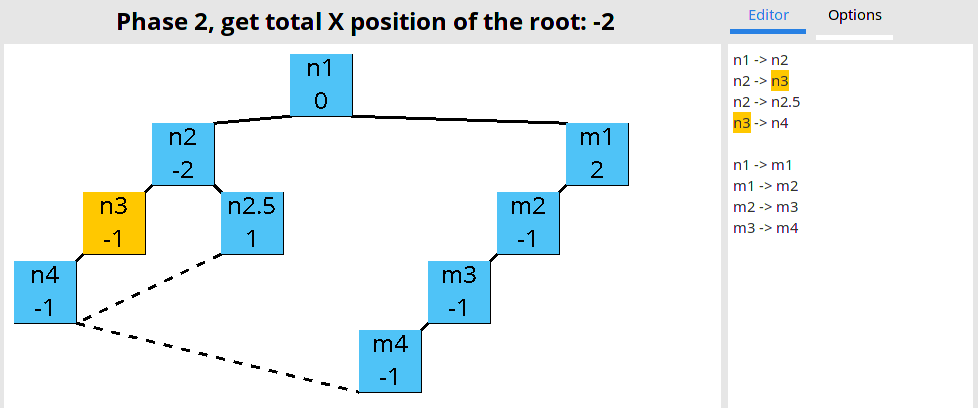 Phase 2, get total X position of the root: -2
Editor
Options
n1
0
n2
-2
m1
2
n3
-1
n2.5
1
m2
-1
n4
-1
m3
-1
m4
-1
n1 -> n2
n2 -> n3
n2 -> n2.5
n3 -> n4
n1 -> m1
m1 -> m2
m2 -> m3
m3 -> m4